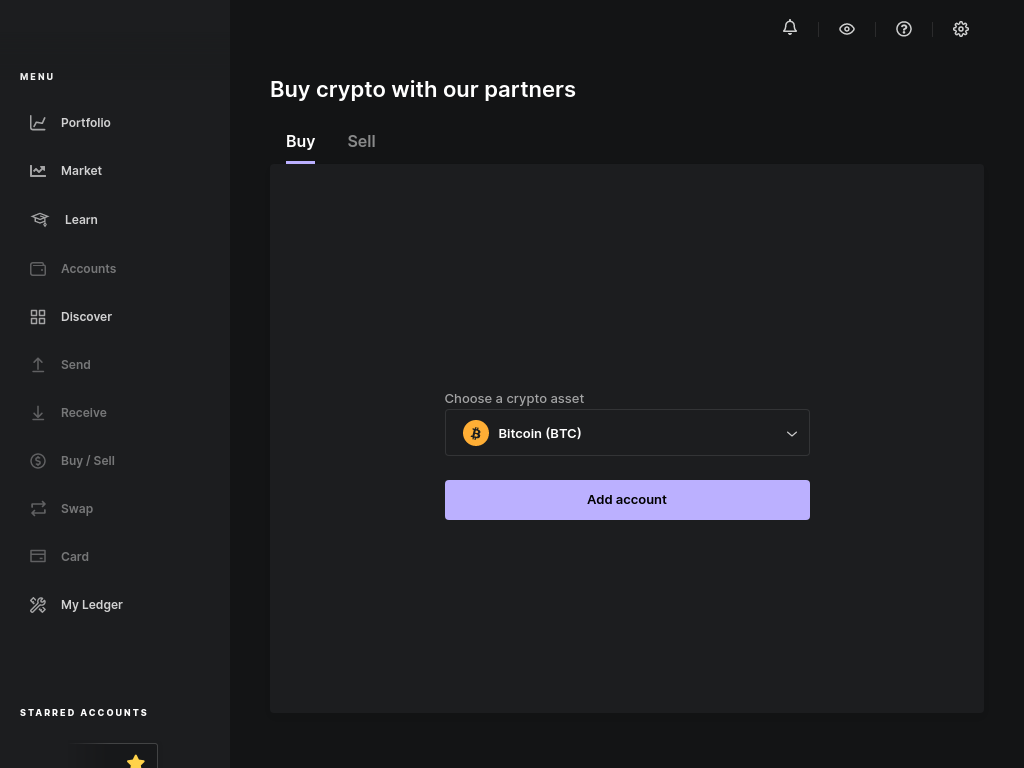 MENU
Portfolio
Market
Learn
Accounts
Discover
Send
Receive
Buy / Sell
Swap
Card
My Ledger
STARRED ACCOUNTS
Buy crypto with our partners
Buy Sell
Choose a crypto asset
Bitcoin (BTC)
Add account